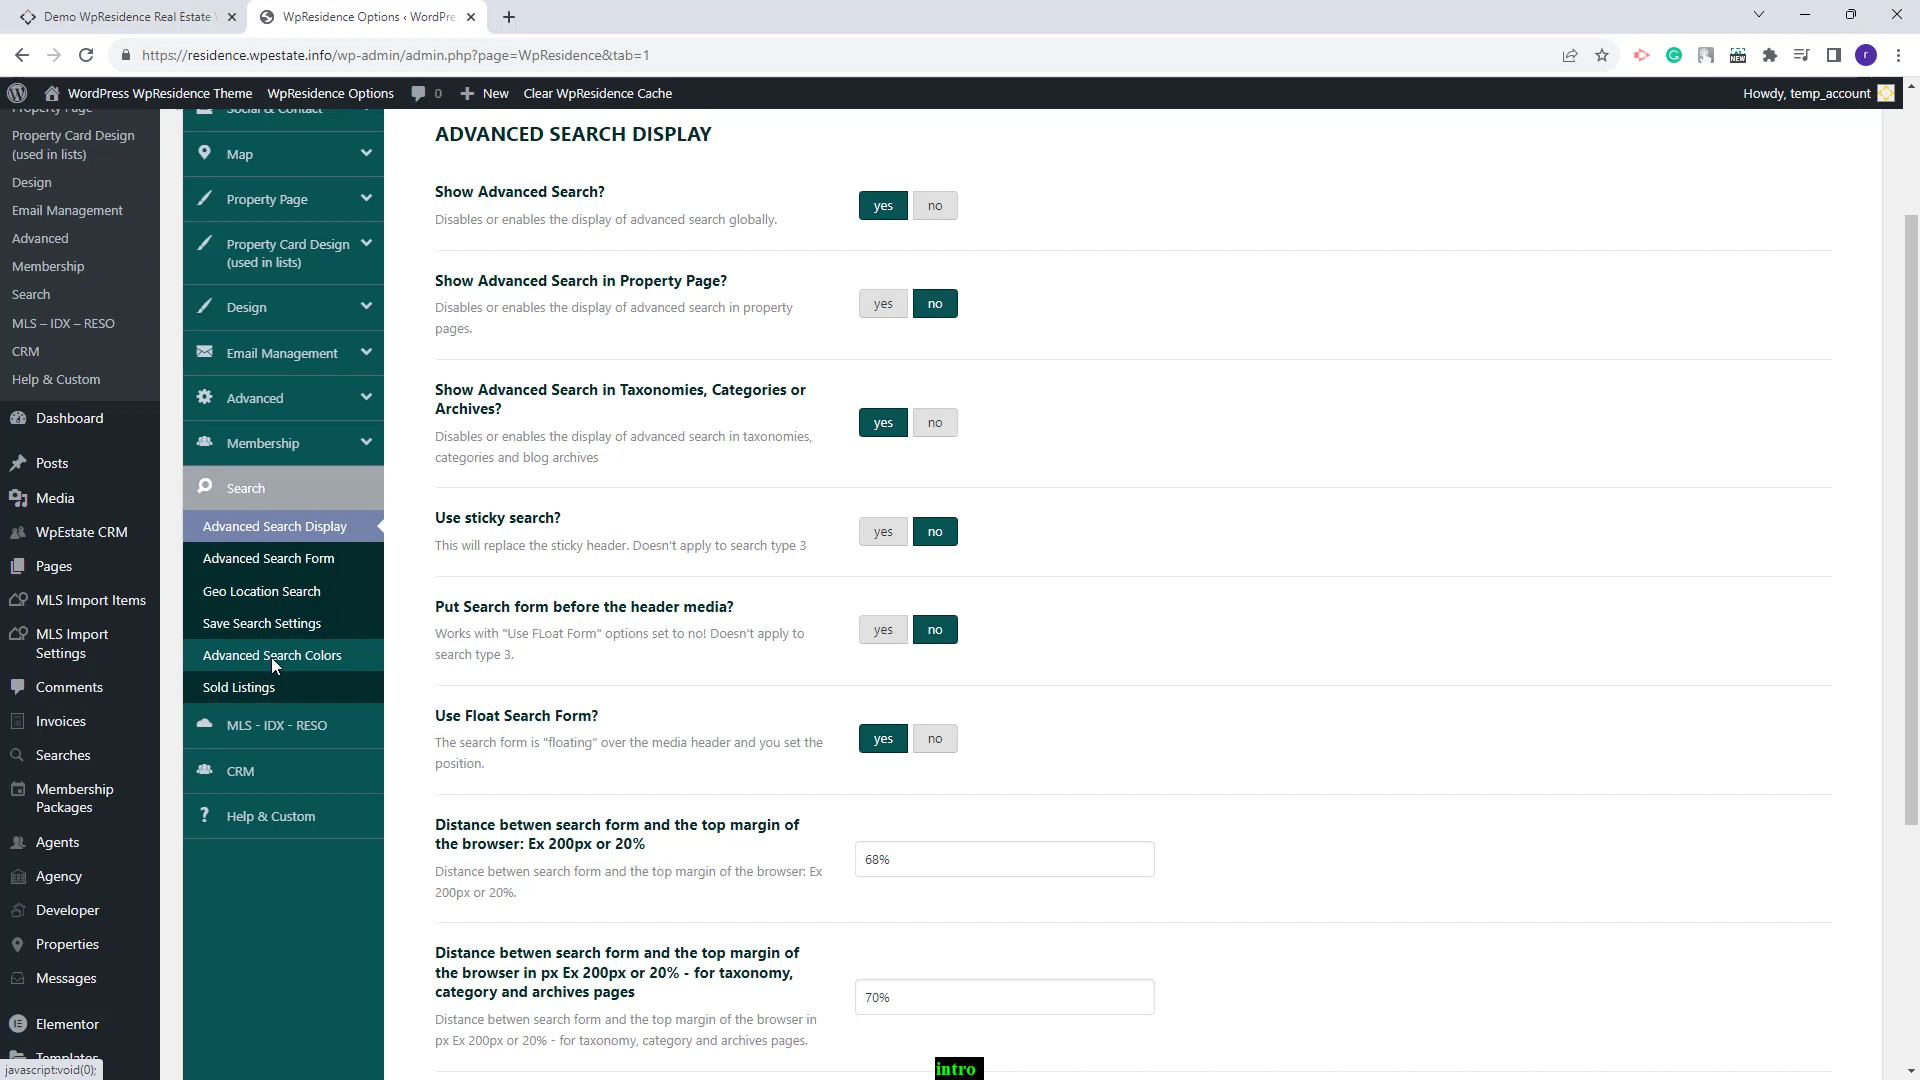 Demo WpResidence Real Estate
WpResidence Options ‹ WordPre
https://residence.wpestate.info/wp-admin/admin.php?page=WpResidence&tab=1
NEW
r
WordPress WpResidence Theme
WpResidence Options
0
New
Clear WpResidence Cache
Howdy, temp_account
Property Page
Property Card Design
(used in lists)
Design
Email Management
Advanced
Membership
Search
MLS – IDX – RESO
CRM
Help & Custom
Dashboard
Posts
Media
WpEstate CRM
Pages
MLS Import Items
MLS Import
Settings
Comments
Invoices
Searches
Membership
Packages
Agents
Agency
Developer
Properties
Messages
Elementor
Templates
javascript:void(0);
Social & Contact
Map
Property Page
Property Card Design
(used in lists)
Design
Email Management
Advanced
Membership
Search
Advanced Search Display
Advanced Search Form
Geo Location Search
Save Search Settings
Advanced Search Colors
Sold Listings
MLS - IDX - RESO
CRM
Help & Custom
ADVANCED SEARCH DISPLAY
Show Advanced Search?
Disables or enables the display of advanced search globally.
yes no
Show Advanced Search in Property Page?
Disables or enables the display of advanced search in property
pages.
yes no
Show Advanced Search in Taxonomies, Categories or
Archives?
Disables or enables the display of advanced search in taxonomies,
categories and blog archives
yes no
Use sticky search?
This will replace the sticky header. Doesn't apply to search type 3
yes no
Put Search form before the header media?
Works with "Use FLoat Form" options set to no! Doesn't apply to
search type 3.
yes no
Use Float Search Form?
The search form is "floating" over the media header and you set the
position.
yes no
Distance betwen search form and the top margin of
the browser: Ex 200px or 20%
Distance betwen search form and the top margin of the browser: Ex
200px or 20%.
68%
Distance betwen search form and the top margin of
the browser in px Ex 200px or 20% - for taxonomy,
category and archives pages
Distance betwen search form and the top margin of the browser in
px Ex 200px or 20% - for taxonomy, category and archives pages.
70%
intro